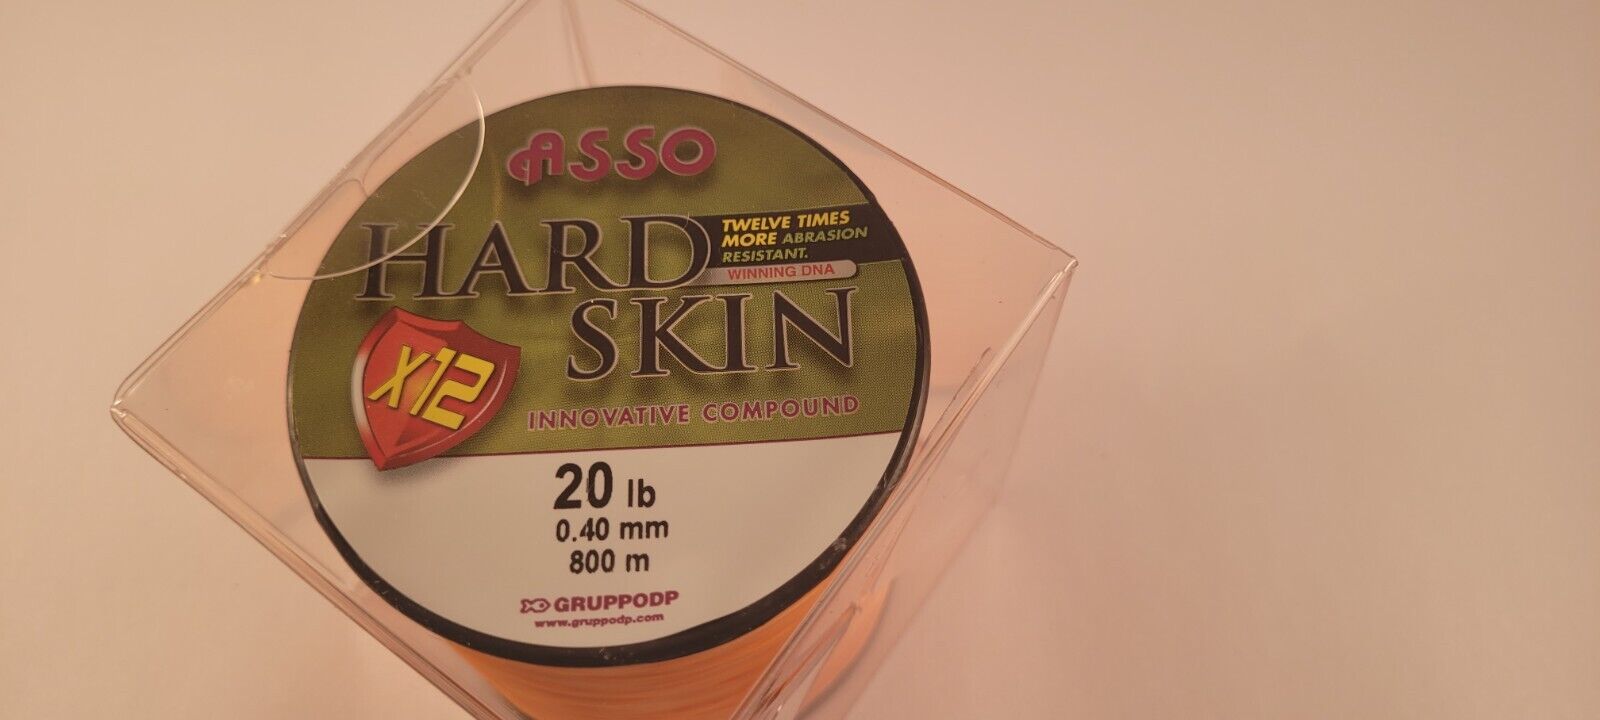 ASSO
HARD
TWELVE TIMES
MORE ABRASION
RESISTANT.
WINNING DNA
SKIN
X12
INNOVATIVE COMPOUND
20 lb
0.40 mm
800 m
GRUPPODP
www.gruppodp.com